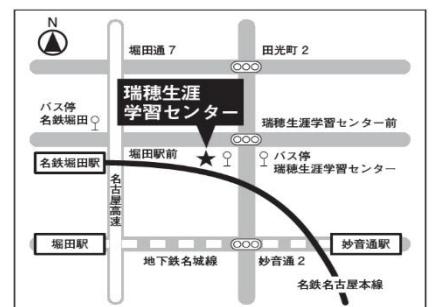 N
堀田通7
田光町2
瑞穂生涯
学習センター
バス停
名鉄堀田
瑞穂生涯学習センター前
堀田駅前
バス停
瑞穂生涯学習センター
名鉄堀田駅
名古屋高速
堀田駅
妙音通駅
地下鉄名城線
妙音通2
名鉄名古屋本線